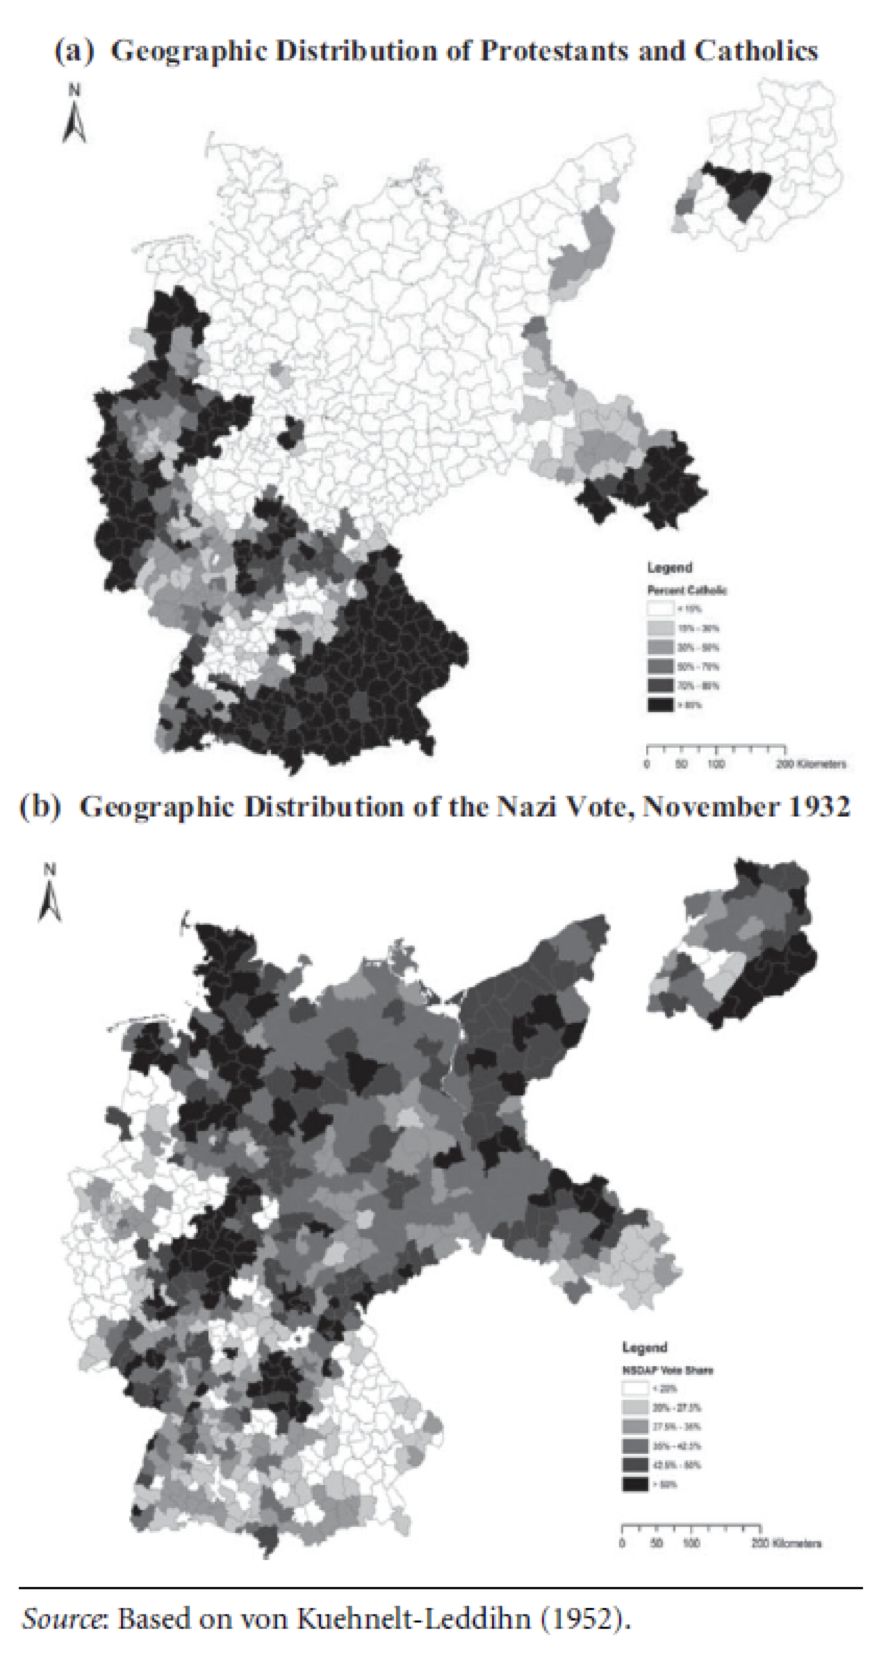 (a) Geographic Distribution of Protestants and Catholics
N
Legend
Percent Catholic
< 15%
15% - 30%
30% - 50%
50% - 70%
70% - 85%
> 85%
0 50 100 200 Kilometers
(b) Geographic Distribution of the Nazi Vote, November 1932
N
Legend
NSDAP Vote Share
< 20%
20% - 27.5%
27.5% - 35%
35% - 42.5%
42.5% - 50%
> 50%
0 50 100 200 Kilometers
Source: Based on von Kuehnelt-Leddihn (1952).